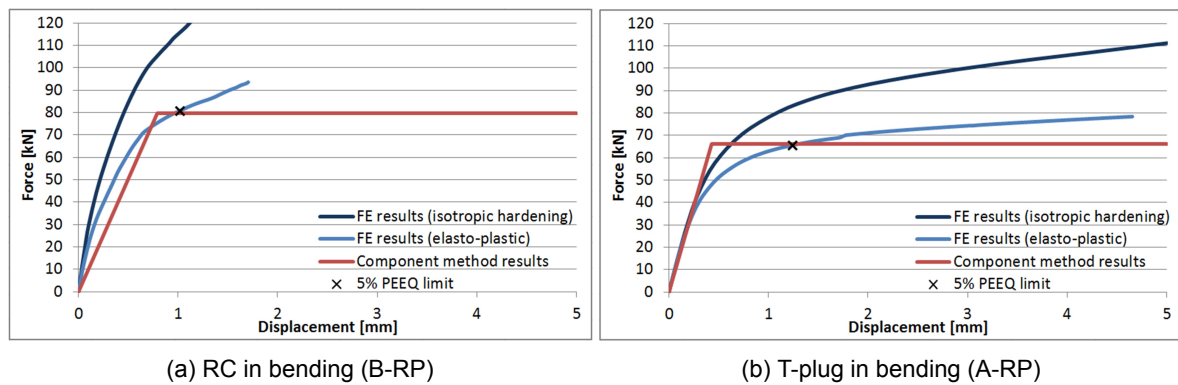 120
110
100
90
80
70
60
50
40
30
20
10
0
Force [kN]
FE results (isotropic hardening)
FE results (elasto-plastic)
Component method results
× 5% PEEQ limit
0 1 2 3 4 5
Displacement [mm]
(a) RC in bending (B-RP)
120
110
100
90
80
70
60
50
40
30
20
10
0
Force [kN]
FE results (isotropic hardening)
FE results (elasto-plastic)
Component method results
× 5% PEEQ limit
0 1 2 3 4 5
Displacement [mm]
(b) T-plug in bending (A-RP)